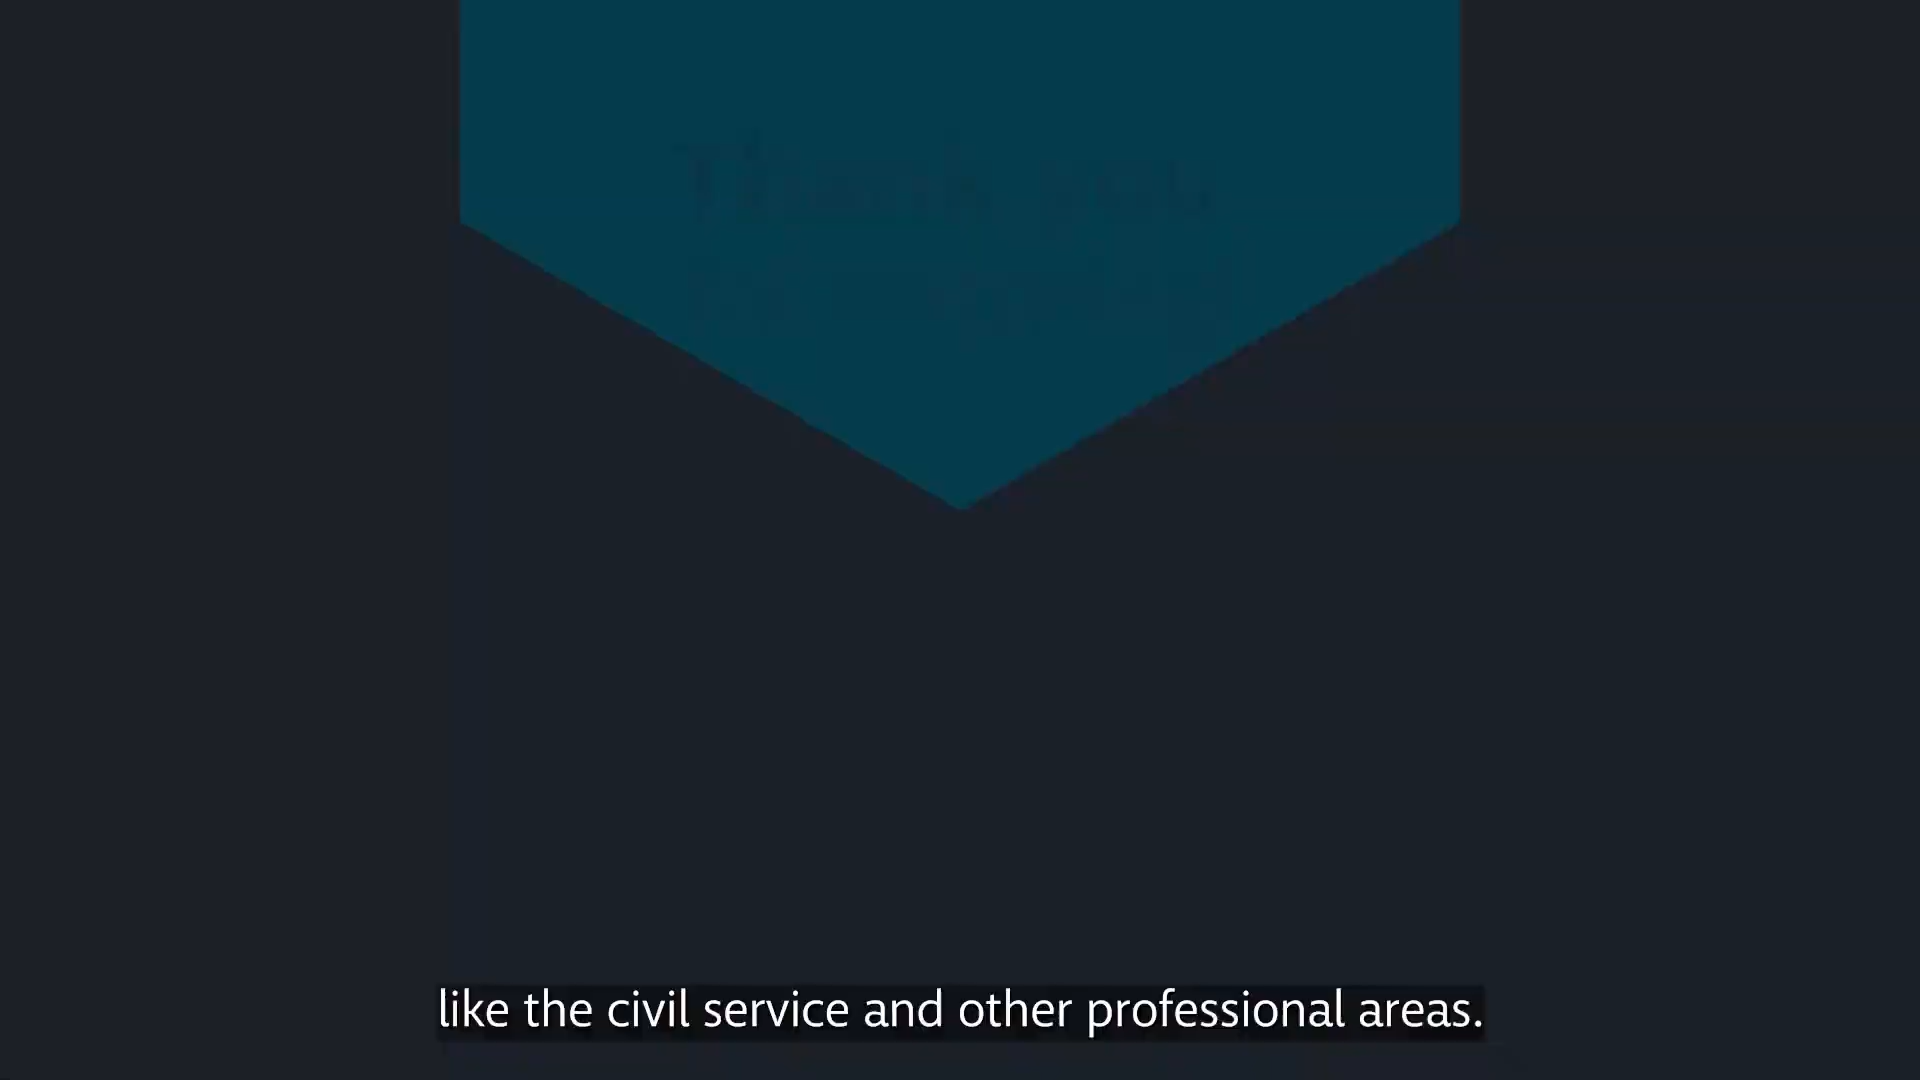 like the civil service and other professional areas.